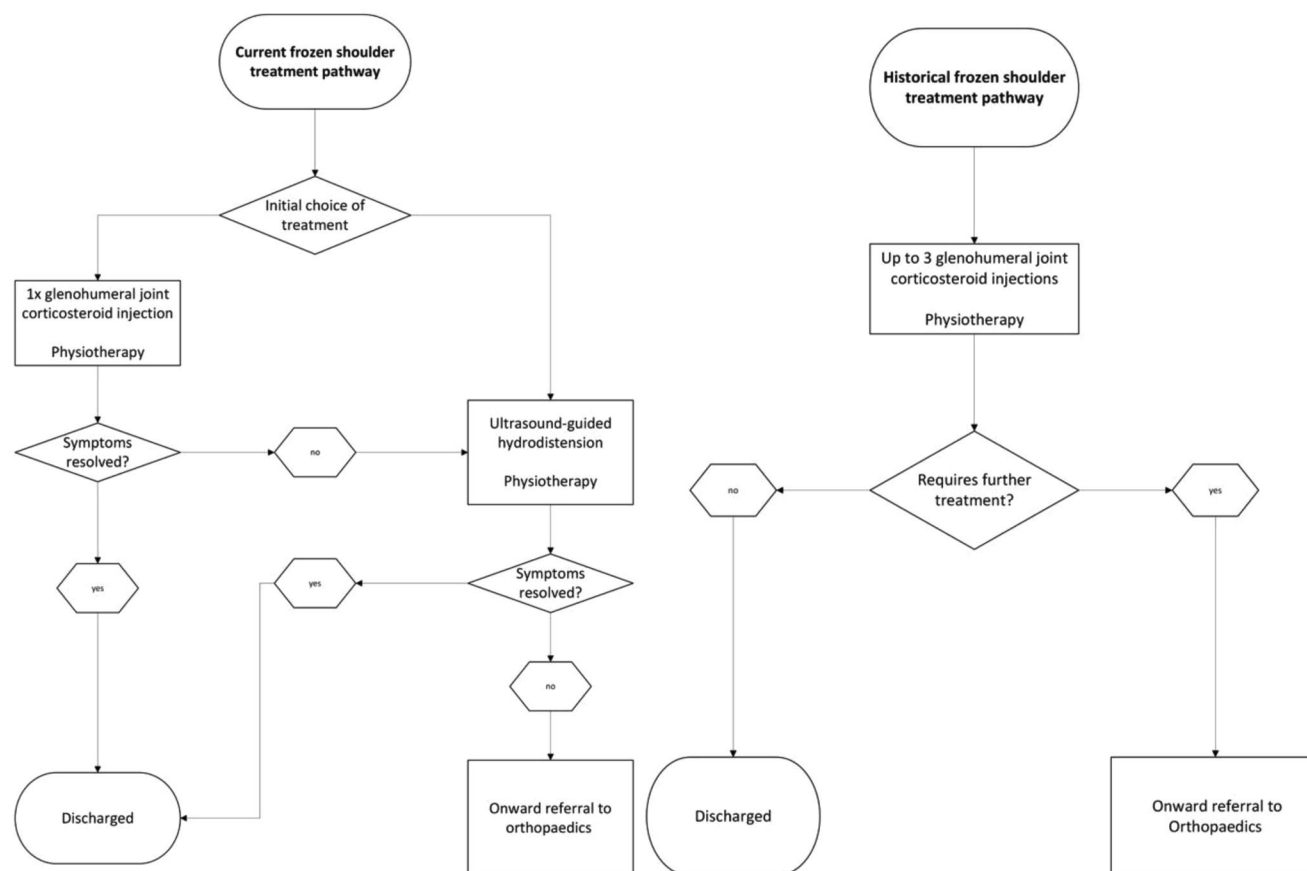 Current frozen shoulder
treatment pathway
Initial choice of
treatment
1x glenohumeral joint
corticosteroid injection
Physiotherapy
Symptoms
resolved?
no
Ultrasound-guided
hydrodistension
Physiotherapy
yes
yes
Symptoms
resolved?
no
Discharged
Onward referral to
orthopaedics
Historical frozen shoulder
treatment pathway
Up to 3 glenohumeral joint
corticosteroid injections
Physiotherapy
Requires further
treatment?
no
yes
Discharged
Onward referral to
Orthopaedics